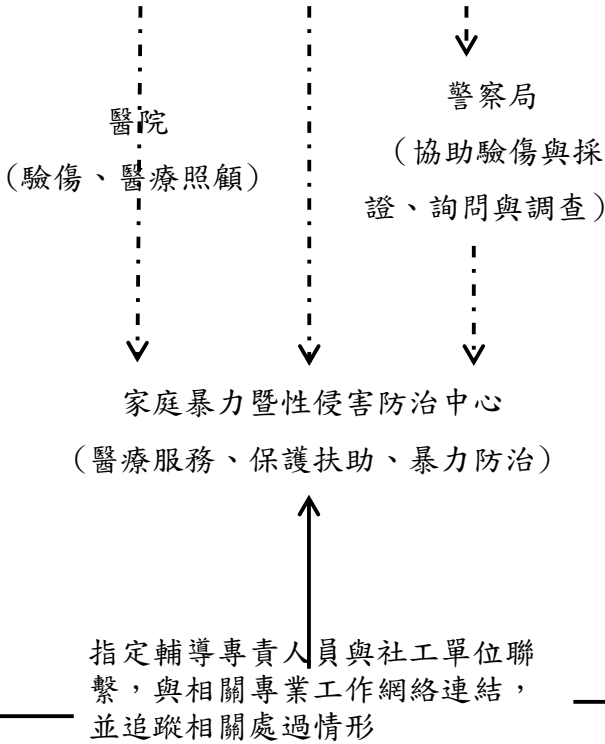 醫院
(驗傷、醫療照顧)
警察局
(協助驗傷與採
證、詢問與調查)
家庭暴力暨性侵害防治中心
(醫療服務、保護扶助、暴力防治)
指定輔導專責人員與社工單位聯
繫，與相關專業工作網絡連結，
並追蹤相關處過情形